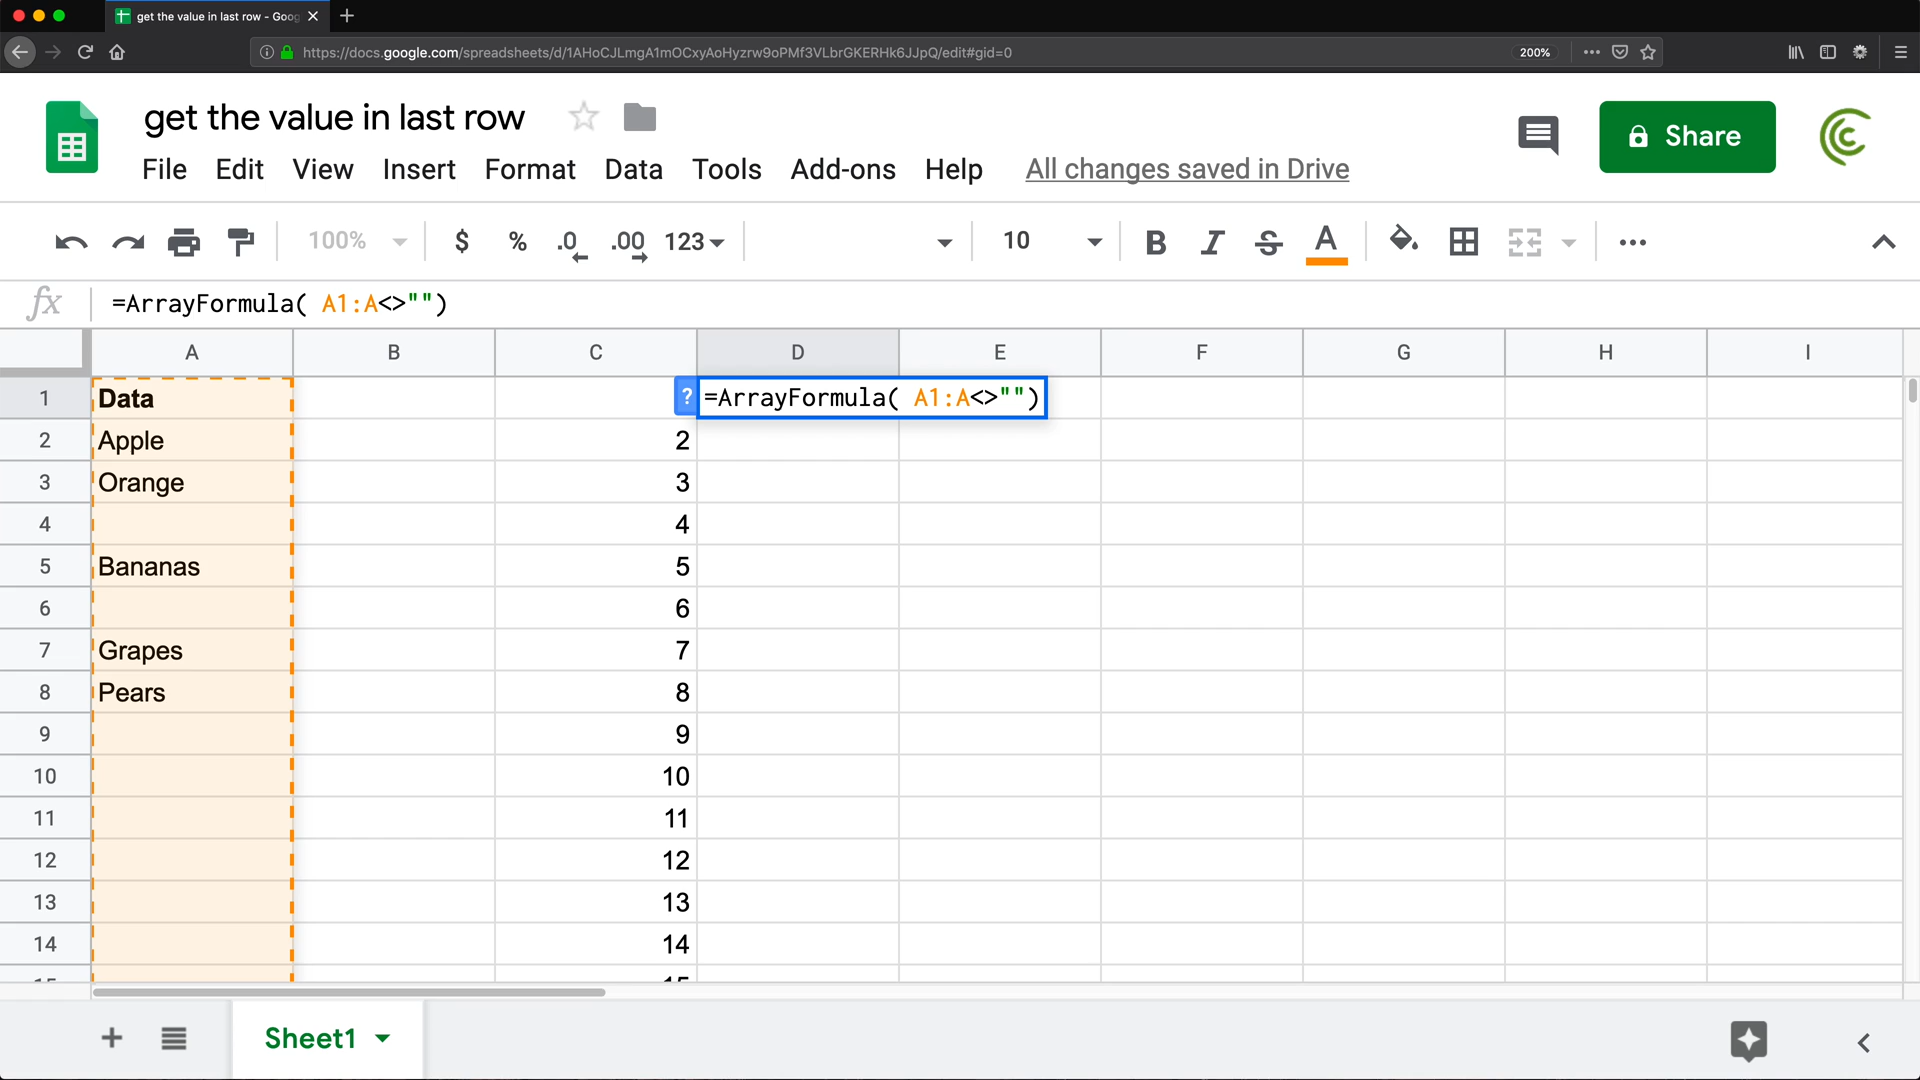 get the value in last row - Goog
https://docs.google.com/spreadsheets/d/1AHoCJLmgA1mOCxyAoHyzrw9oPMf3VLbrGKERHk6JJpQ/edit#gid=0
200%
get the value in last row
Share
File Edit View Insert Format Data Tools Add-ons Help All changes saved in Drive
100% $ % .0 .00 123 10 B I S A
fx =ArrayFormula( A1:A<>"")
A B C D E F G H I
1 Data ? =ArrayFormula( A1:A<>"")
2 Apple 2
3 Orange 3
4 4
5 Bananas 5
6 6
7 Grapes 7
8 Pears 8
9 9
10 10
11 11
12 12
13 13
14 14
Sheet1